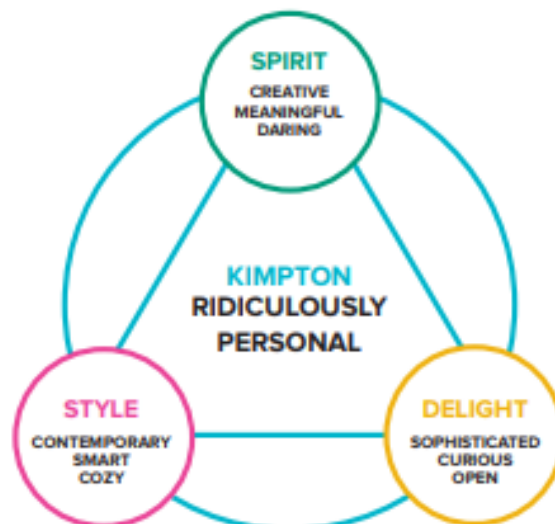 SPIRIT
CREATIVE
MEANINGFUL
DARING
KIMPTON
RIDICULOUSLY
PERSONAL
STYLE
CONTEMPORARY
SMART
COZY
DELIGHT
SOPHISTICATED
CURIOUS
OPEN